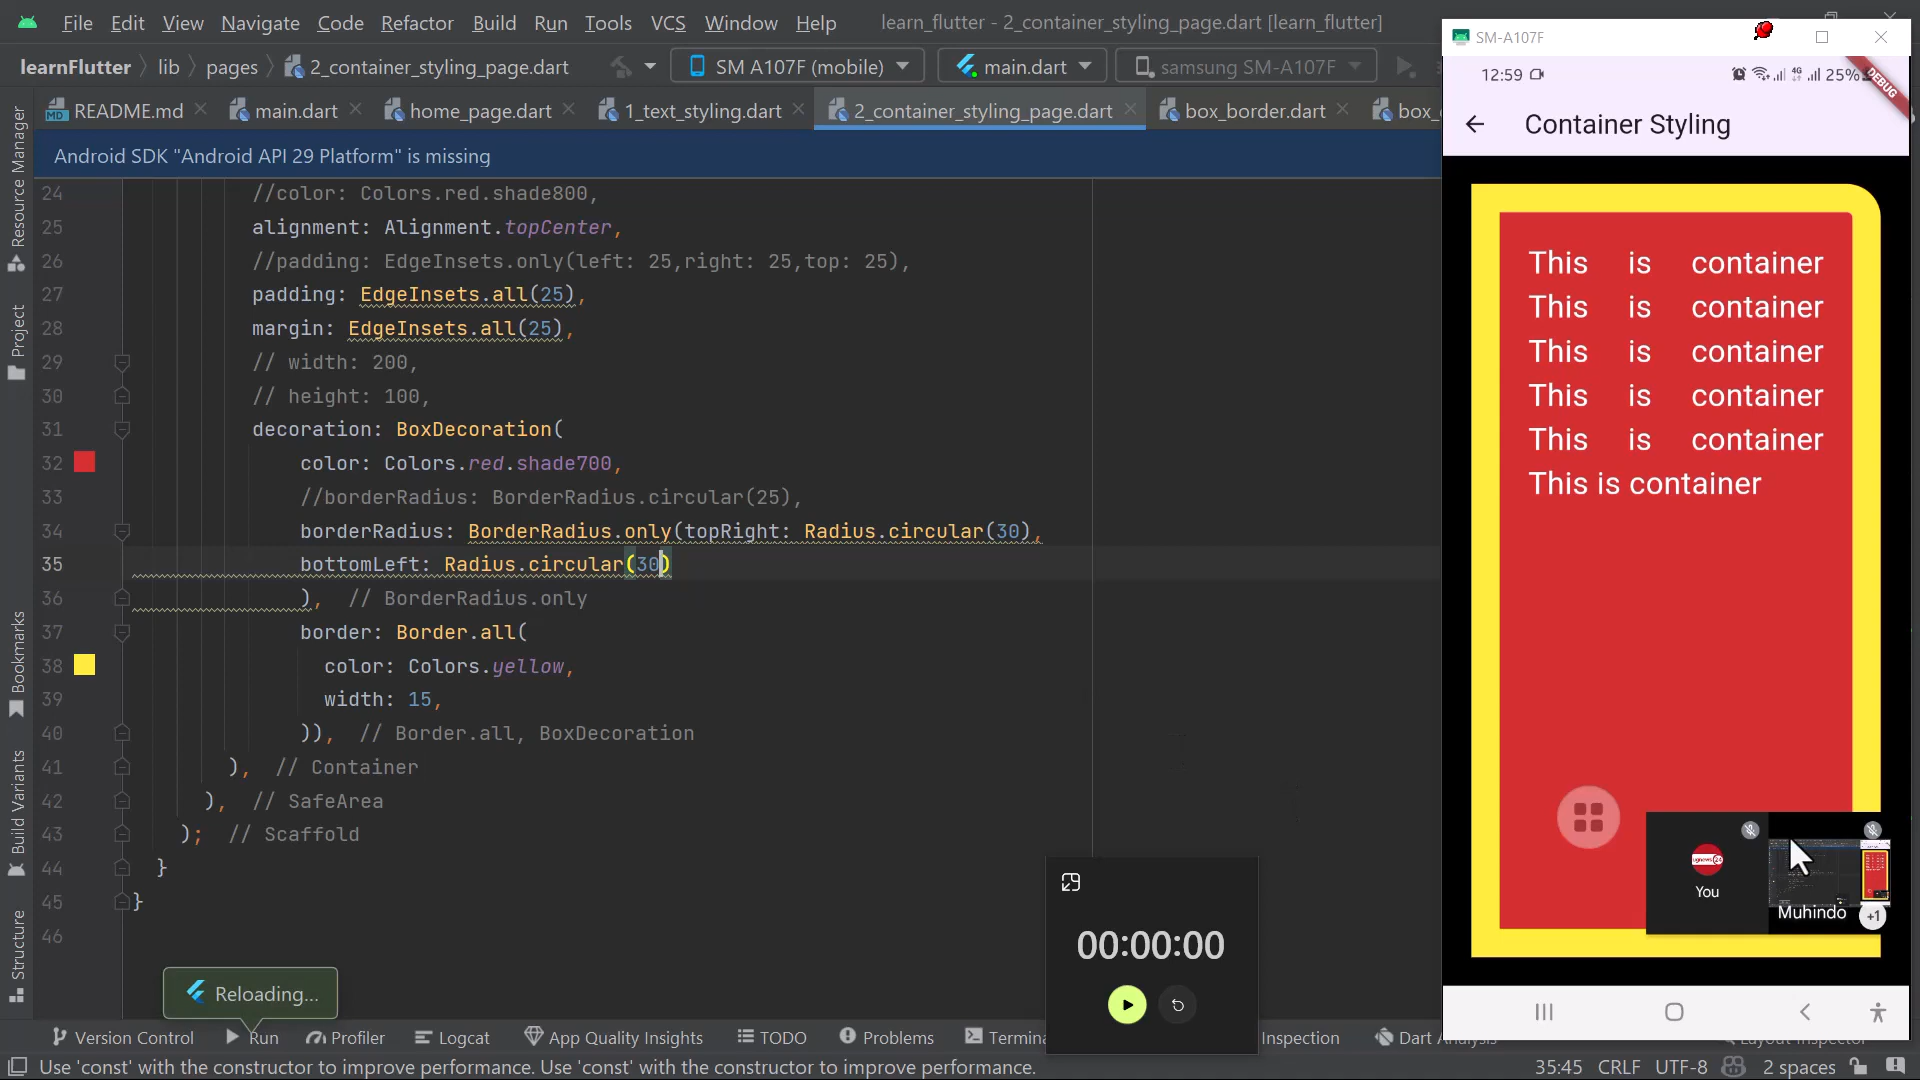 File Edit View Navigate Code Refactor Build Run Tools VCS Window Help learn_flutter - 2_container_styling_page.dart [learn_flutter]
learnFlutter lib pages 2_container_styling_page.dart SM A107F (mobile) main.dart samsung SM-A107F
README.md main.dart home_page.dart 1_text_styling.dart 2_container_styling_page.dart box_border.dart box_
Android SDK "Android API 29 Platform" is missing
Resource Manager
Project
Bookmarks
Build Variants
Structure
24 //color: Colors.red.shade800,
25 alignment: Alignment.topCenter,
26 //padding: EdgeInsets.only(left: 25,right: 25,top: 25),
27 padding: EdgeInsets.all(25),
28 margin: EdgeInsets.all(25),
29 // width: 200,
30 // height: 100,
31 decoration: BoxDecoration(
32 color: Colors.red.shade700,
33 //borderRadius: BorderRadius.circular(25),
34 borderRadius: BorderRadius.only(topRight: Radius.circular(30),
35 bottomLeft: Radius.circular(30)
36 ), // BorderRadius.only
37 border: Border.all(
38 color: Colors.yellow,
39 width: 15,
40 )), // Border.all, BoxDecoration
41 ), // Container
42 ), // SafeArea
43 ); // Scaffold
44 }
45 }
46
Reloading...
00:00:00
SM-A107F
12:59 4G 25%
DEBUG
Container Styling
This is container
This is container
This is container
This is container
This is container
This is container
ugnews24
You
Muhindo
+1
Version Control Run Profiler Logcat App Quality Insights TODO Problems Termina Inspection Dart Analysis Layout Inspector
Use 'const' with the constructor to improve performance. Use 'const' with the constructor to improve performance. 35:45 CRLF UTF-8 2 spaces